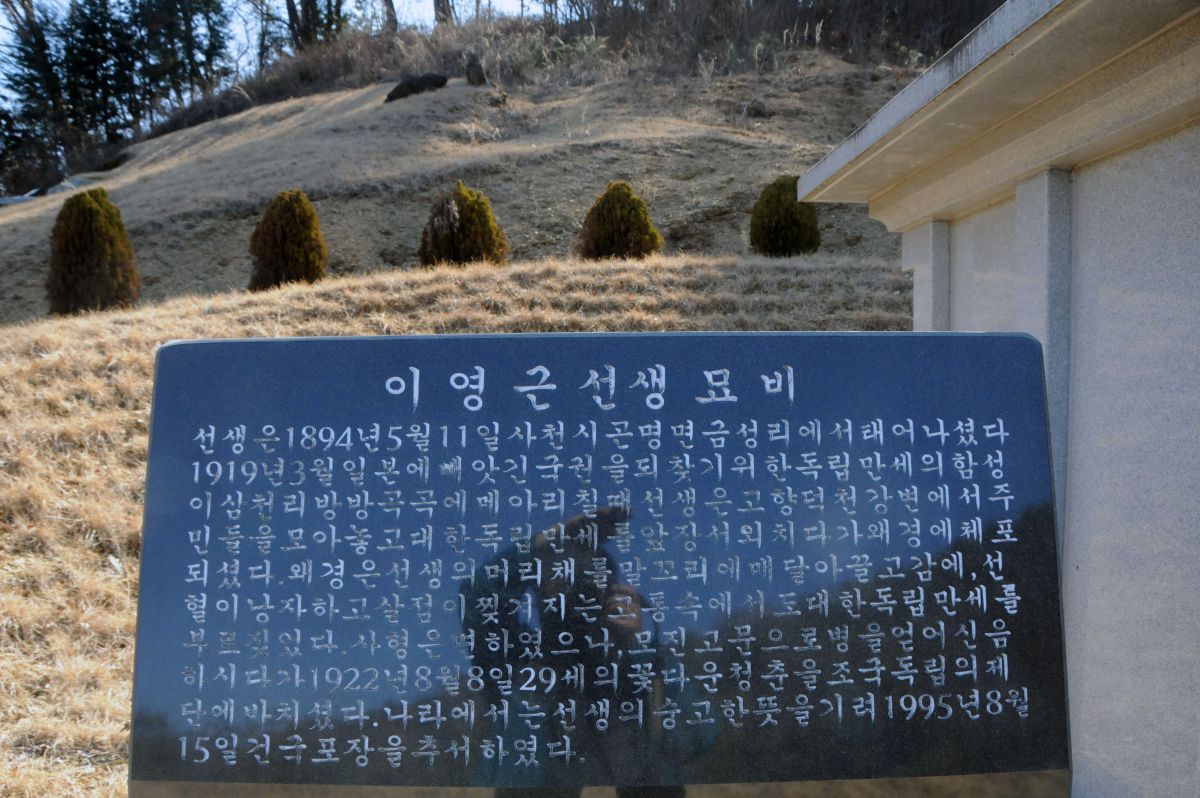 이영근선생묘비
선생은1894년5월11일사천시곤명면금성리에서태어나셨다
1919년3월일본에빼앗긴국권을되찾기위한독립만세의함성
이삼천리방방곡곡에메아리칠때선생은고향덕천강변에서주
민들을모아놓고대한독립만세를앞장서외치다가왜경에체포
되셨다.왜경은선생의머리채를말꼬리에매달아끌고감에,선
혈이낭자하고살점이찢겨지는고통속에서도대한독립만세를
부르짖었다.사형은면하였으나,모진고문으로병을얻어신음
하시다가1922년8월8일29세의꽃다운청춘을조국독립의제
단에바치셨다.나라에서는선생의숭고한뜻을기려1995년8월
15일건국포장을추서하였다.